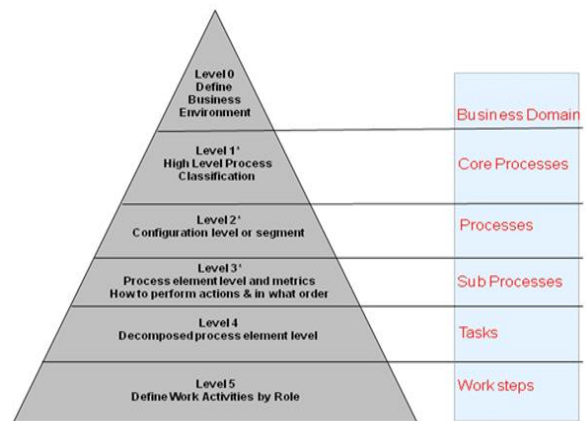 Level 0
Define
Business
Environment
Business Domain
Level 1'
High Level Process
Classification
Core Processes
Level 2'
Configuration level or segment
Processes
Level 3'
Process element level and metrics
How to perform actions & in what order
Sub Processes
Level 4
Decomposed process element level
Tasks
Level 5
Define Work Activities by Role
Work steps